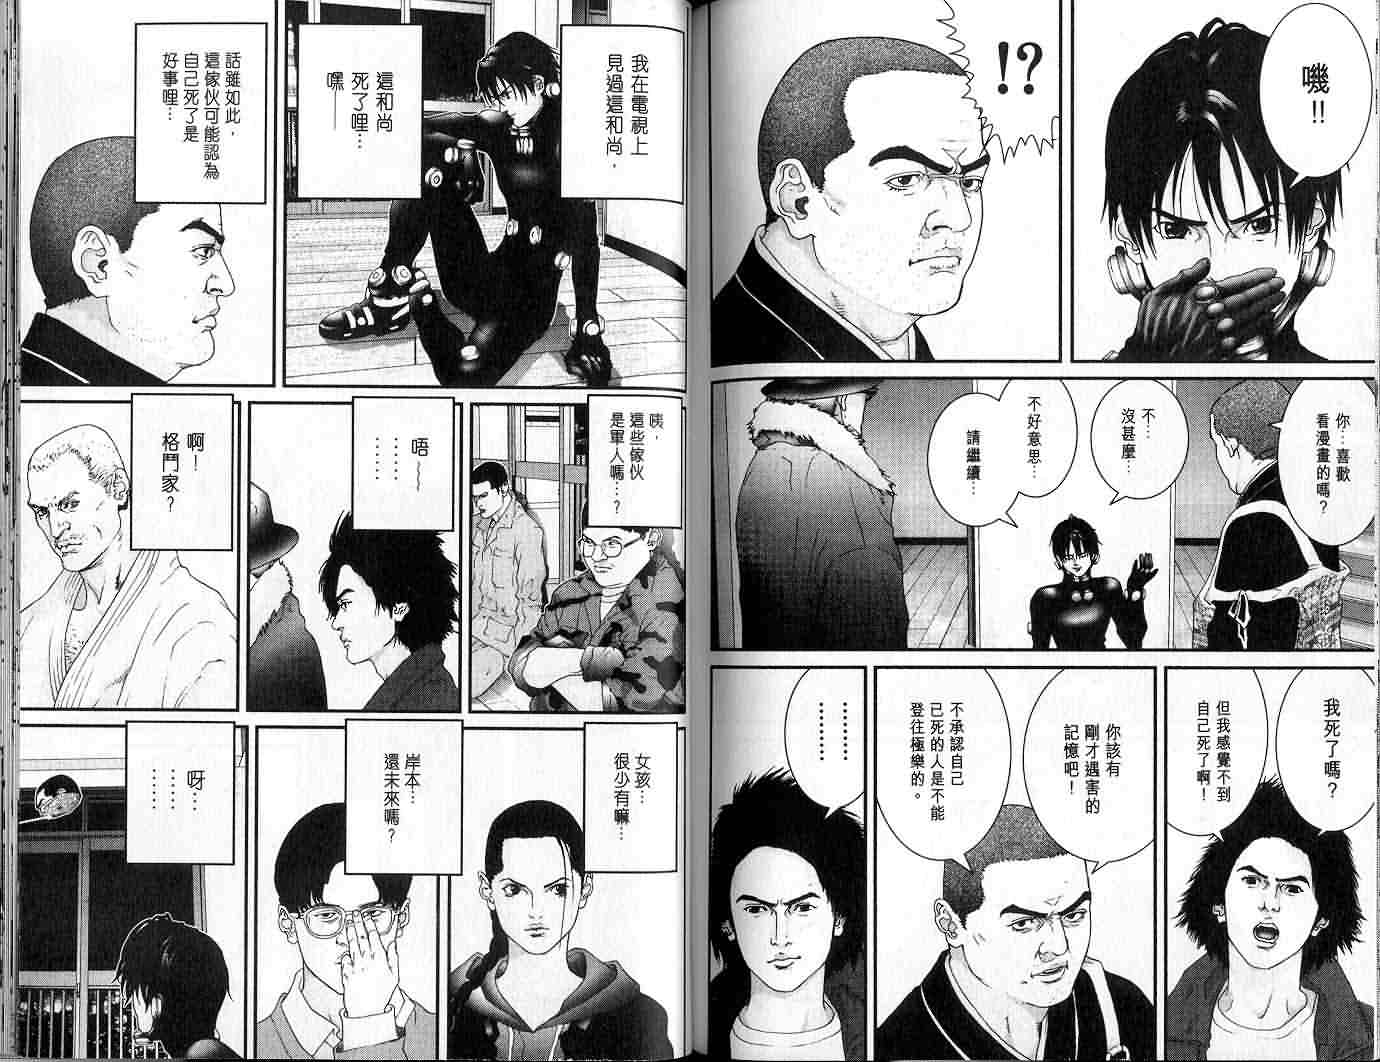 嘰!!
!?
你…喜歡
看漫畫的嗎?
不!…
沒甚麼…
不好意思…
請繼續…
我死了嗎?
但我感覺不到
自己死了啊!
你該有
剛才遇害的
記憶吧!
不承認自己
已死的人是不能
登往極樂的。
………
………
我在電視上
見過這和尚,
這和尚
死了哩…
嘿——
話雖如此,
這傢伙可能認為
自己死了是
好事哩…
咦,
這些傢伙
是軍人嗎…?
唔~
……
……
啊!
格鬥家?
女孩…
很少有嘛…
岸本…
還未來嗎?
呀…
……
……